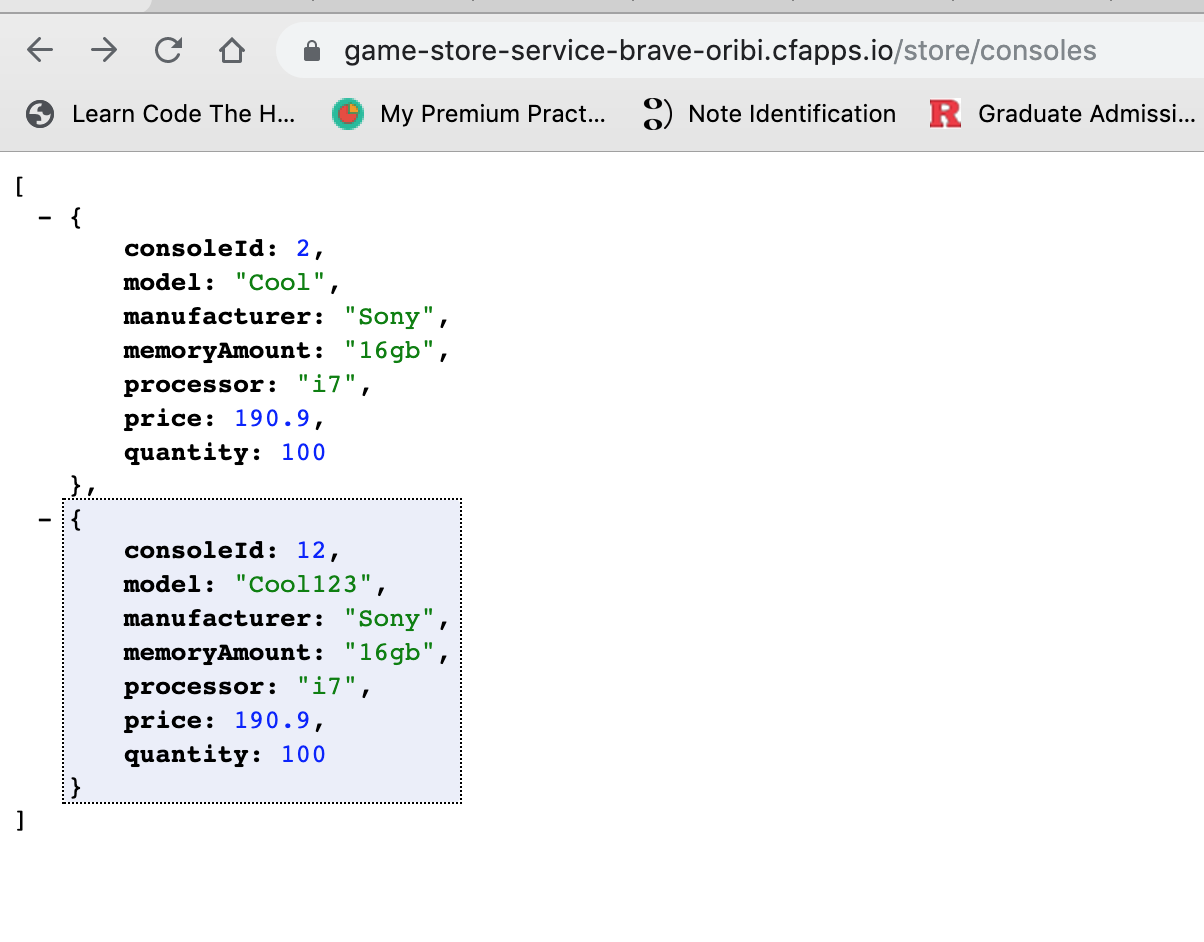 game-store-service-brave-oribi.cfapps.io/store/consoles
Learn Code The H... My Premium Pract... Note Identification Graduate Admissi...
[
- {
consoleId: 2,
model: "Cool",
manufacturer: "Sony",
memoryAmount: "16gb",
processor: "i7",
price: 190.9,
quantity: 100
},
- {
consoleId: 12,
model: "Cool123",
manufacturer: "Sony",
memoryAmount: "16gb",
processor: "i7",
price: 190.9,
quantity: 100
}
]